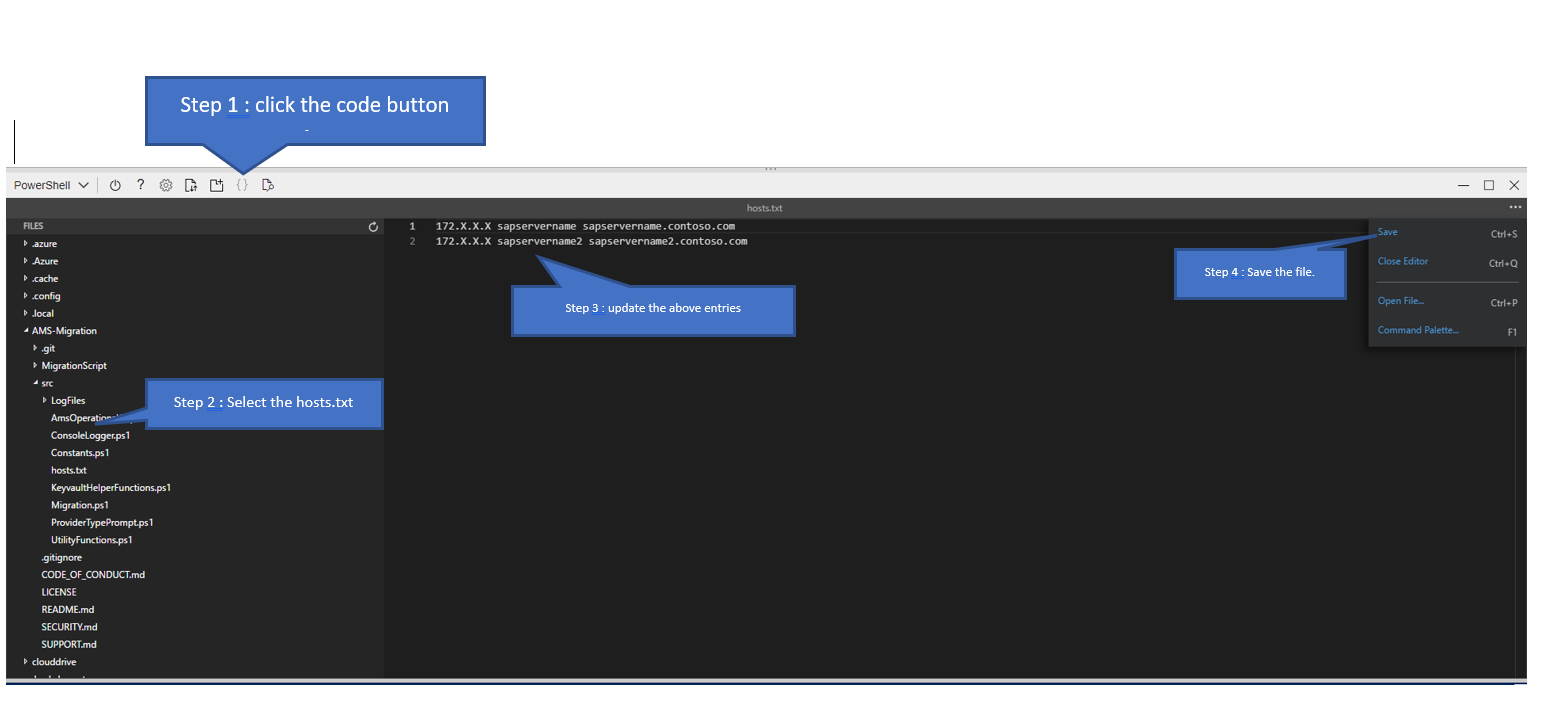 Step 1 : click the code button
-
PowerShell
?
{ }
hosts.txt
FILES
.azure
.Azure
.cache
.config
.local
AMS-Migration
.git
MigrationScript
src
LogFiles
ConsoleLogger.ps1
Constants.ps1
hosts.txt
KeyvaultHelperFunctions.ps1
Migration.ps1
ProviderTypePrompt.ps1
UtilityFunctions.ps1
.gitignore
CODE_OF_CONDUCT.md
LICENSE
README.md
SECURITY.md
SUPPORT.md
clouddrive
Step 2 : Select the hosts.txt
1 172.X.X.X sapservername sapservername.contoso.com
2 172.X.X.X sapservername2 sapservername2.contoso.com
Step 3 : update the above entries
Step 4 : Save the file.
Save Ctrl+S
Close Editor Ctrl+Q
Open File... Ctrl+P
Command Palette... F1